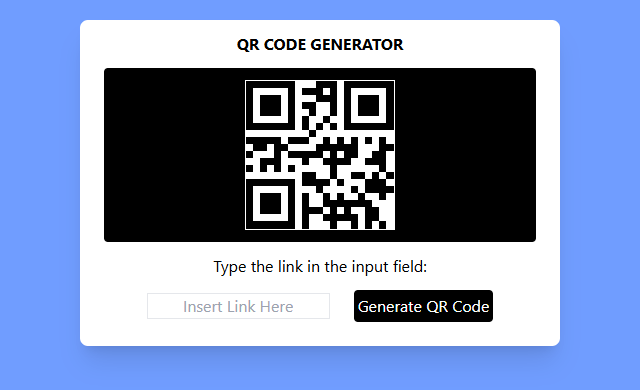 QR CODE GENERATOR
Type the link in the input field:
Insert Link Here
Generate QR Code